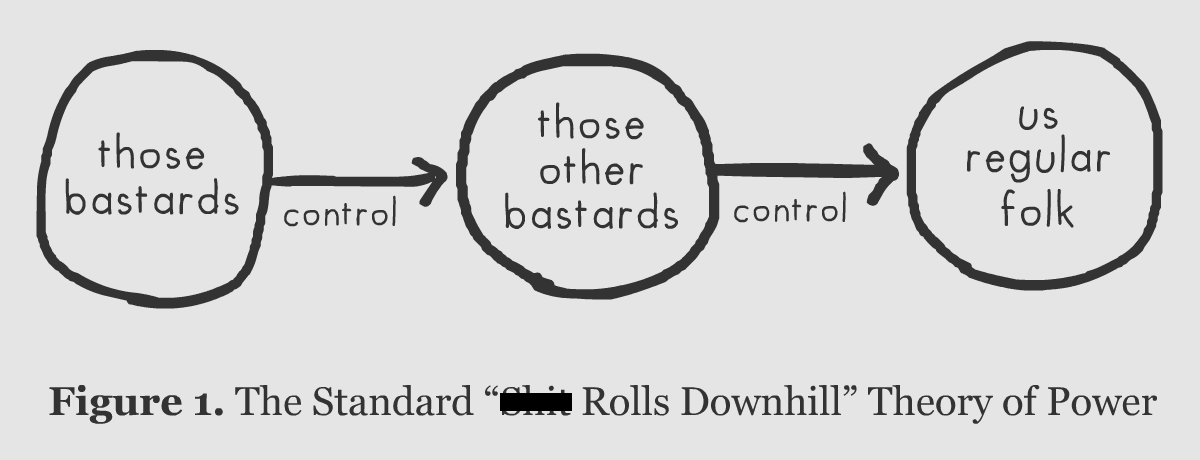 those
bastards
control
those
other
bastards
control
us
regular
folk
Figure 1. The Standard “ Rolls Downhill” Theory of Power